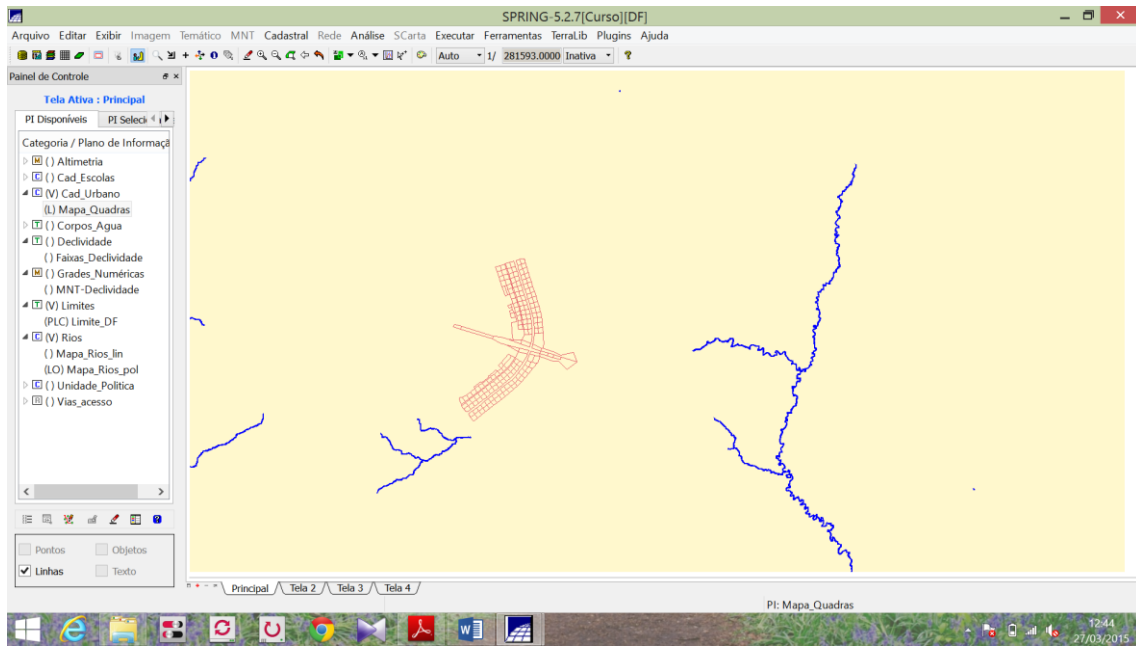 SPRING-5.2.7[Curso][DF]
Arquivo Editar Exibir Imagem Temático MNT Cadastral Rede Análise SCarta Executar Ferramentas TerraLib Plugins Ajuda
Auto 1/ 281593.0000 Inativa
Painel de Controle
Tela Ativa : Principal
PI Disponíveis PI Selecio
Categoria / Plano de Informaçã
M ( ) Altimetria
C ( ) Cad_Escolas
C (V) Cad_Urbano
(L) Mapa_Quadras
T ( ) Corpos_Agua
T ( ) Declividade
( ) Faixas_Declividade
M ( ) Grades_Numéricas
( ) MNT-Declividade
T (V) Limites
(PLC) Limite_DF
C (V) Rios
( ) Mapa_Rios_lin
(LO) Mapa_Rios_pol
C ( ) Unidade_Politica
R ( ) Vias_acesso
Pontos Objetos
Linhas Texto
Principal Tela 2 Tela 3 Tela 4
PI: Mapa_Quadras
12:44
27/03/2015